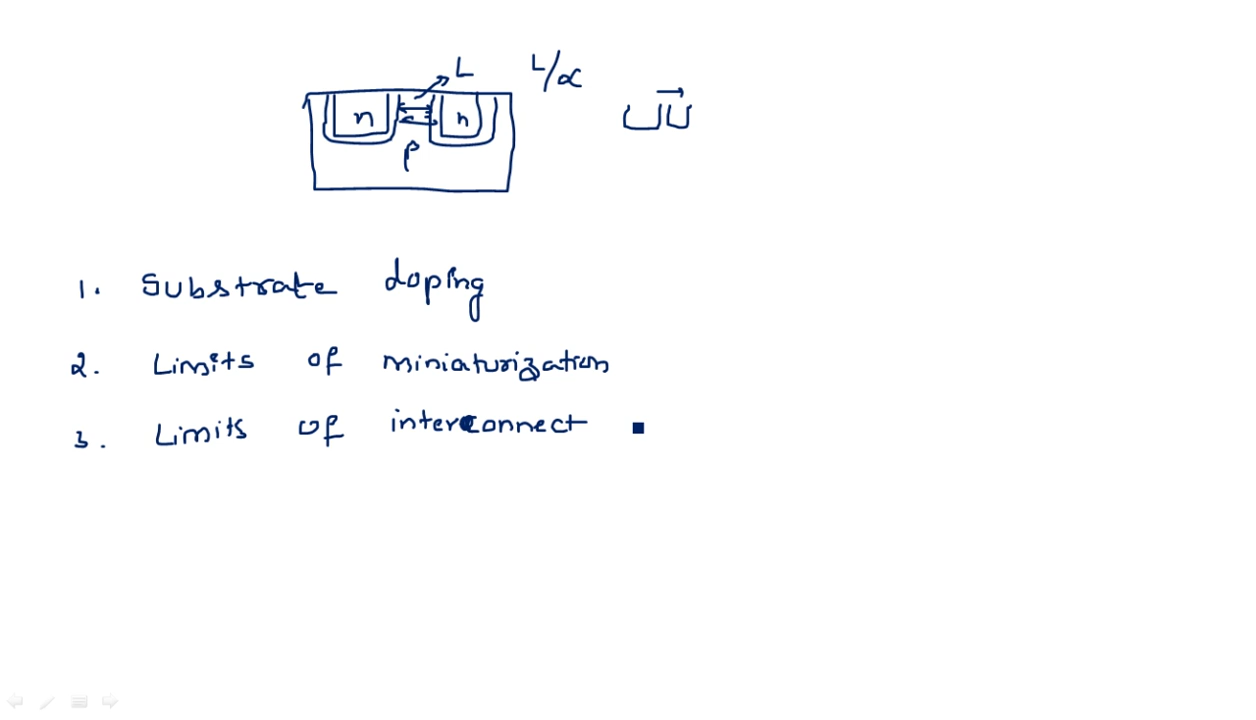 L
L/α
n
n
P
1. Substrate doping
2. Limits of miniaturization
3. Limits of interconnect